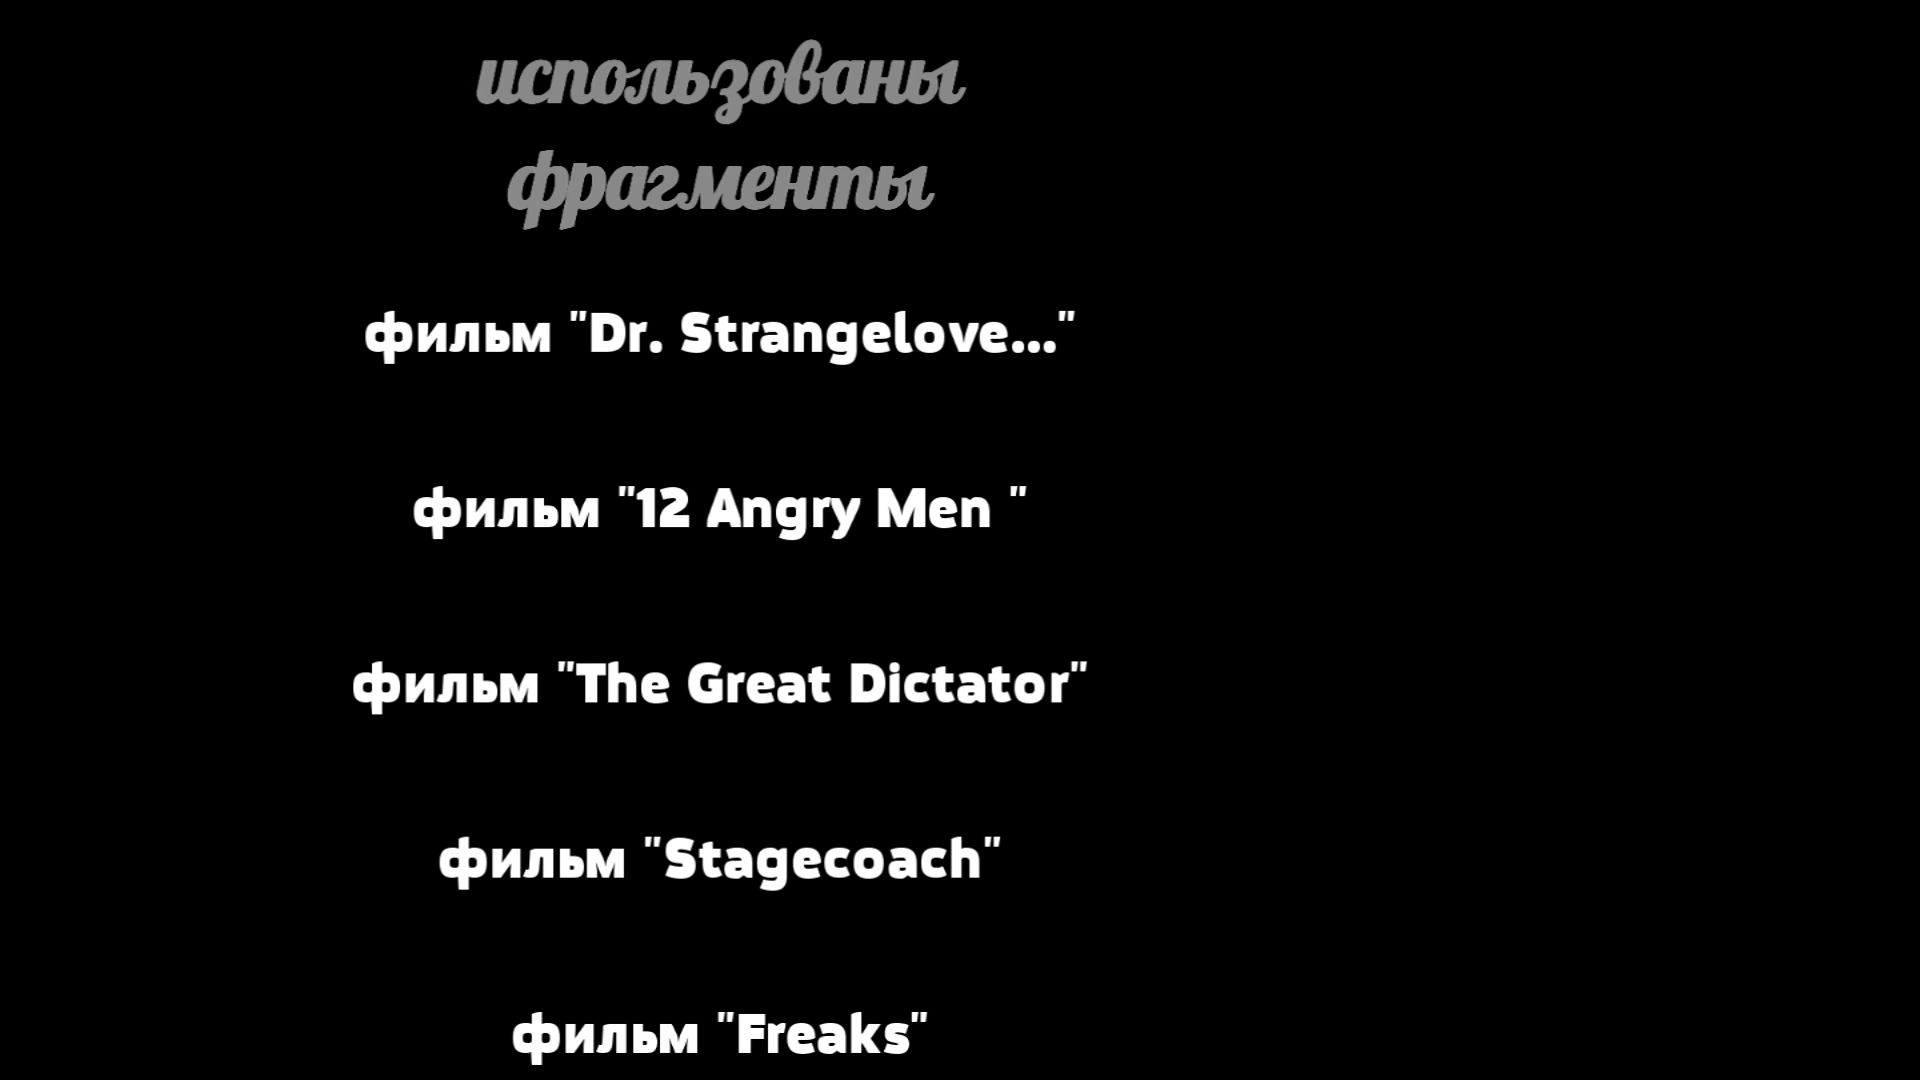 использованы
фрагменты
фильм "Dr. Strangelove..."
фильм "12 Angry Men "
фильм "The Great Dictator"
фильм "Stagecoach"
фильм "Freaks"